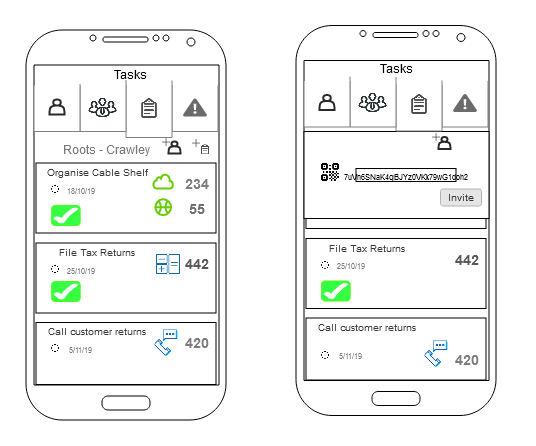 Tasks
Roots - Crawley
Organise Cable Shelf
18/10/19
234
55
File Tax Returns
25/10/19
442
Call customer returns
5/11/19
420
Tasks
Invite
File Tax Returns
25/10/19
442
Call customer returns
5/11/19
420